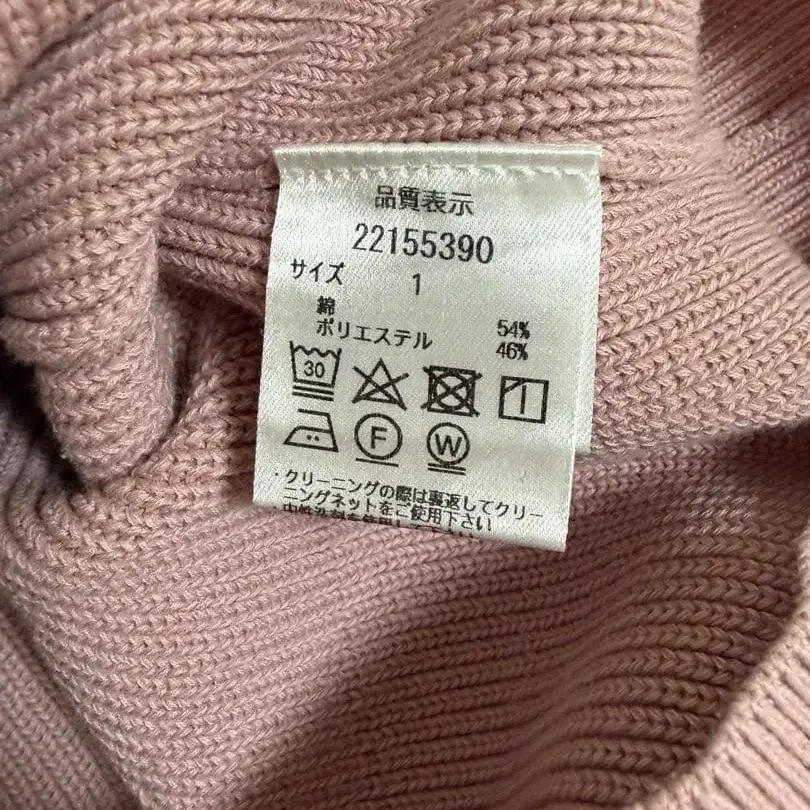 品質表示
22155390
サイズ 1
綿 54%
ポリエステル 46%
30
F W
・クリーニングの際は裏返してクリー
ニングネットをご使用下さい